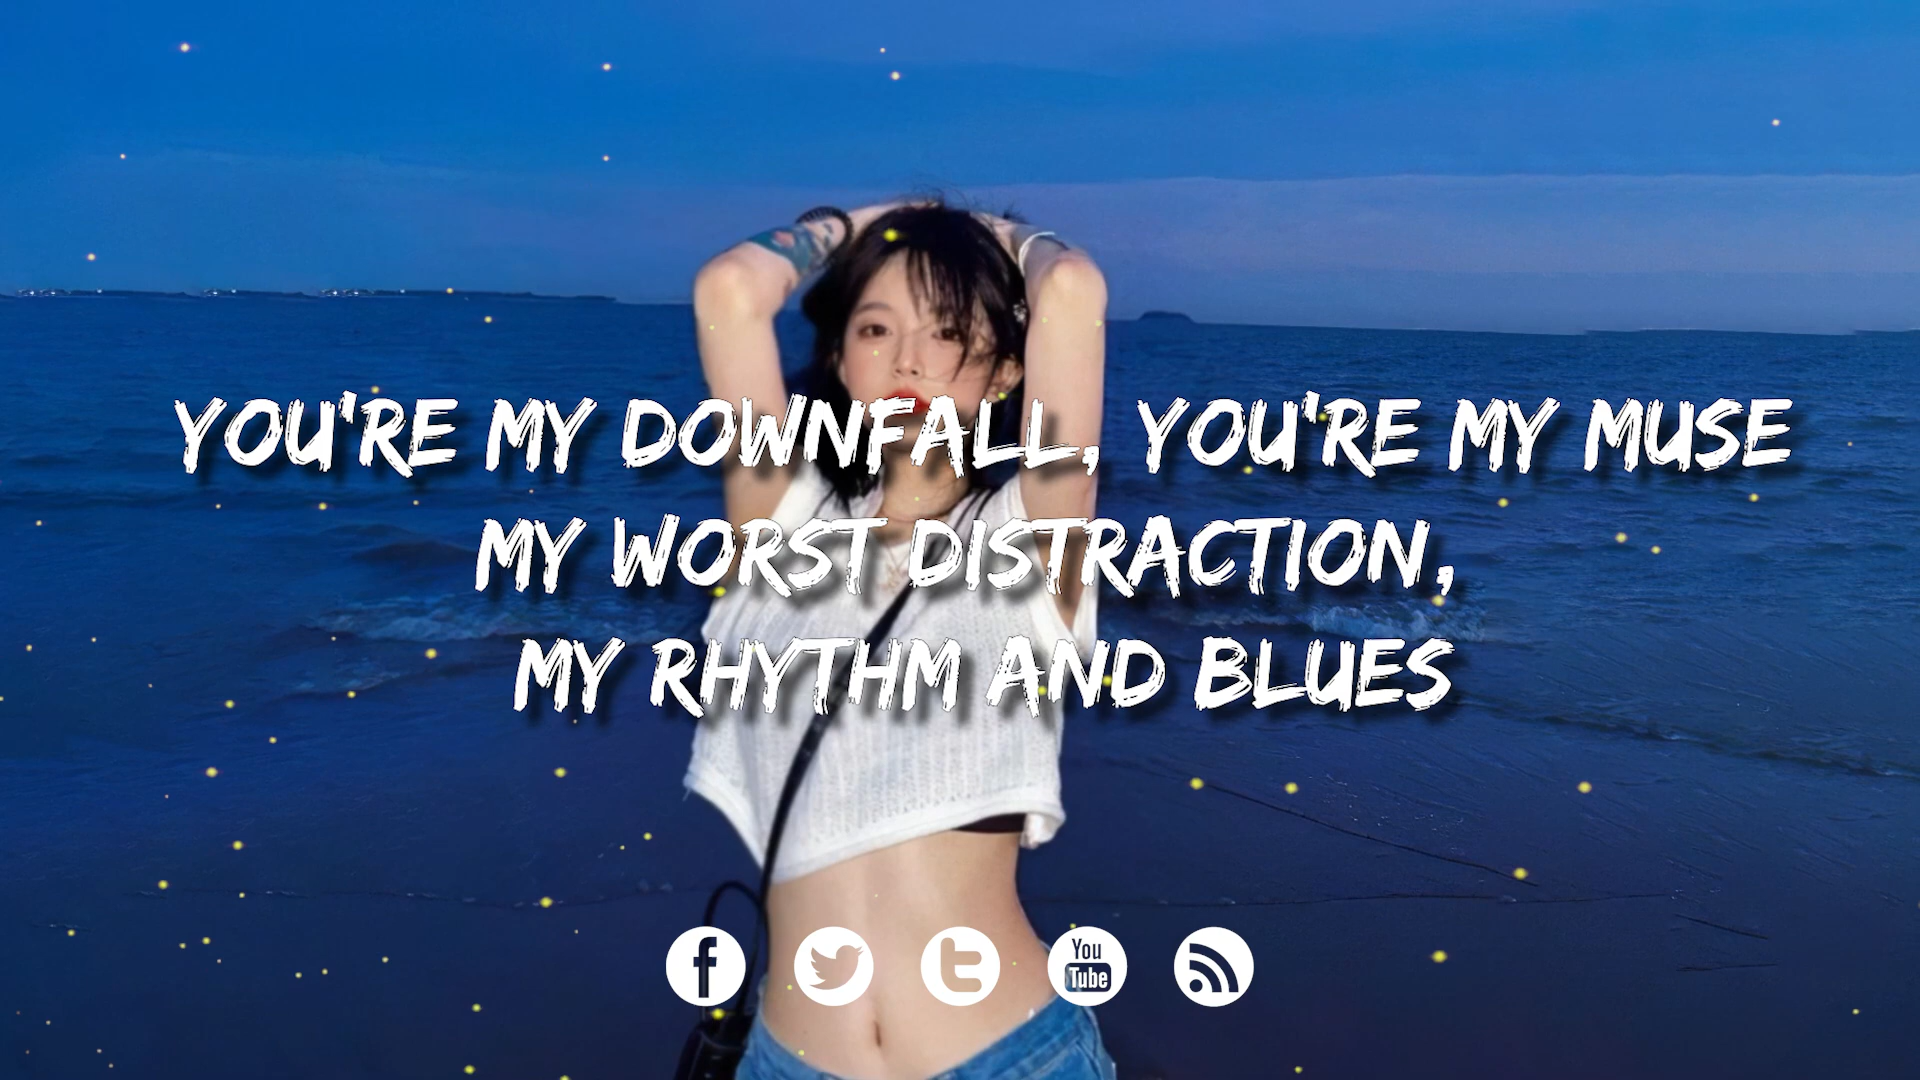 YOU'RE MY DOWNFALL, YOU'RE MY MUSE
MY WORST DISTRACTION,
MY RHYTHM AND BLUES
f t You Tube